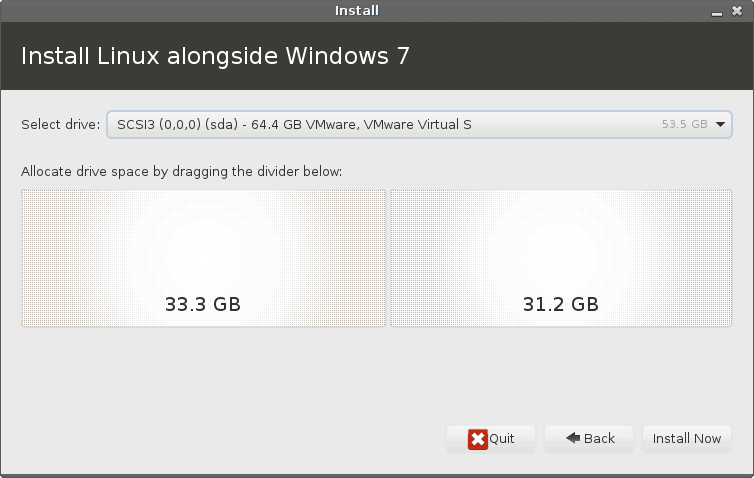 Install
Install Linux alongside Windows 7
Select drive: SCSI3 (0,0,0) (sda) - 64.4 GB VMware, VMware Virtual S 53.5 GB
Allocate drive space by dragging the divider below:
33.3 GB 31.2 GB
Quit Back Install Now